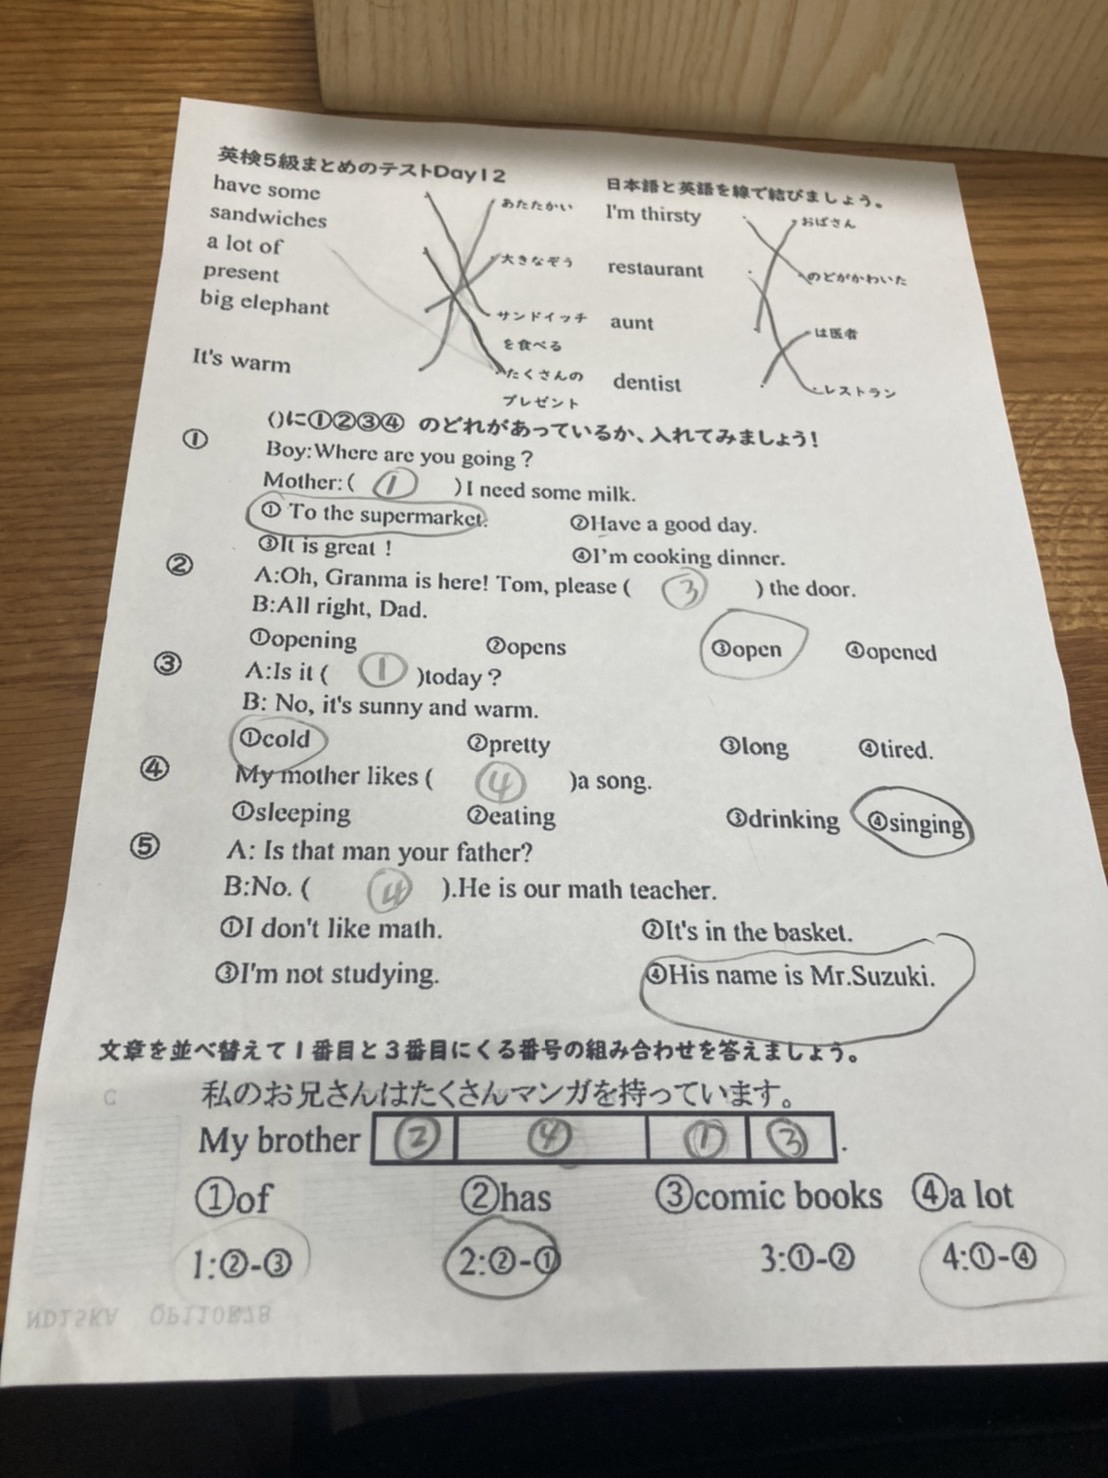 英検5級まとめのテストDay12
日本語と英語を線で結びましょう。
have some
sandwiches
a lot of
present
big elephant
It's warm
あたたかい
大きなぞう
サンドイッチ
を食べる
たくさんの
プレゼント
I'm thirsty
restaurant
aunt
dentist
おばさん
のどがかわいた
は医者
レストラン
()に①②③④ のどれがあっているか、入れてみましょう!
① Boy:Where are you going?
Mother:( ① )I need some milk.
① To the supermarket. ②Have a good day.
③It is great! ④I'm cooking dinner.
② A:Oh, Granma is here! Tom, please ( ③ ) the door.
B:All right, Dad.
①opening ②opens ③open ④opened
③ A:Is it ( ① )today?
B: No, it's sunny and warm.
①cold ②pretty ③long ④tired.
④ My mother likes ( ④ )a song.
①sleeping ②eating ③drinking ④singing
⑤ A: Is that man your father?
B:No. ( ④ ).He is our math teacher.
①I don't like math. ②It's in the basket.
③I'm not studying. ④His name is Mr.Suzuki.
文章を並べ替えて1番目と3番目にくる番号の組み合わせを答えましょう。
私のお兄さんはたくさんマンガを持っています。
My brother ② ④ ① ③ .
①of ②has ③comic books ④a lot
1:②-③ 2:②-① 3:①-② 4:①-④